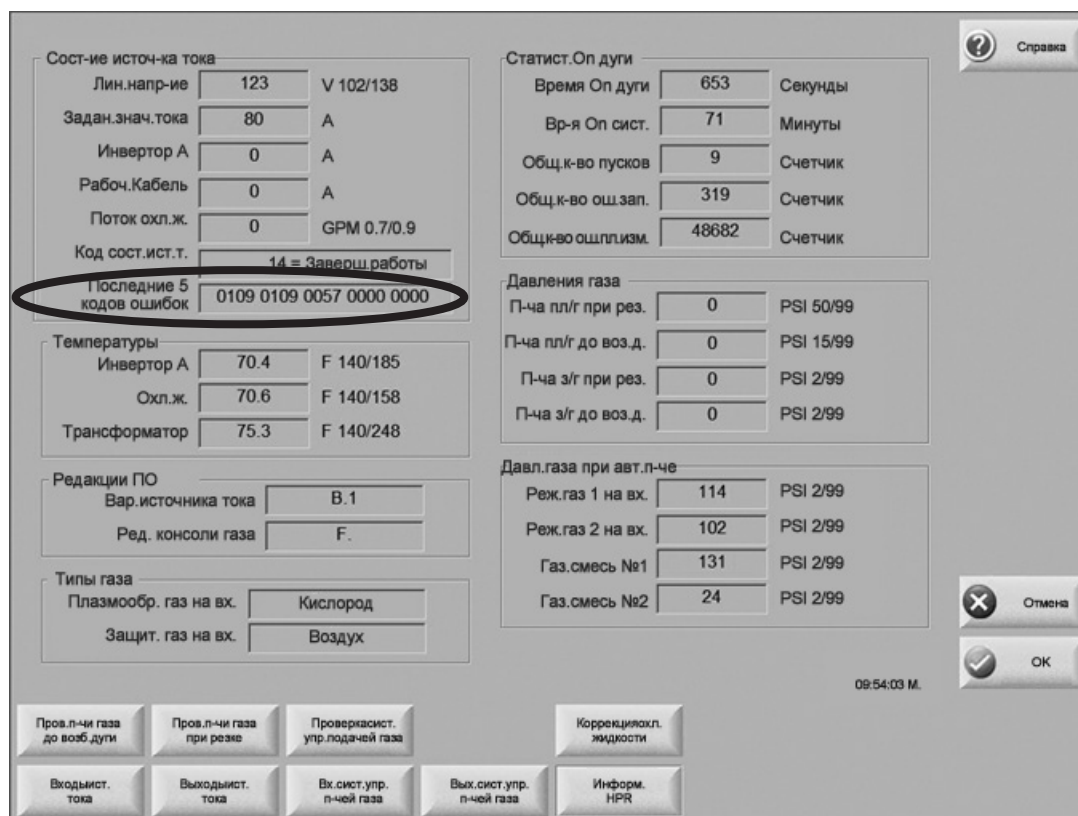 Справка
Сост-ие источ-ка тока
Лин.напр-ие 123 V 102/138
Задан.знач.тока 80 A
Инвертор А 0 A
Рабоч.Кабель 0 A
Поток охл.ж. 0 GPM 0.7/0.9
Код сост.ист.т. 14 = Заверш.работы
Последние 5
кодов ошибок 0109 0109 0057 0000 0000
Температуры
Инвертор А 70.4 F 140/185
Охл.ж. 70.6 F 140/158
Трансформатор 75.3 F 140/248
Редакции ПО
Вар.источника тока B.1
Ред. консоли газа F.
Типы газа
Плазмообр. газ на вх. Кислород
Защит. газ на вх. Воздух
Статист.Оп дуги
Время Оп дуги 653 Секунды
Вр-я Оп сист. 71 Минуты
Общ.к-во пусков 9 Счетчик
Общ.к-во ош.зап. 319 Счетчик
Общ.к-во ош.пл.изм. 48682 Счетчик
Давления газа
П-ча пл/г при рез. 0 PSI 50/99
П-ча пл/г до воз.д. 0 PSI 15/99
П-ча з/г при рез. 0 PSI 2/99
П-ча з/г до воз.д. 0 PSI 2/99
Давл.газа при авт.п-че
Реж.газ 1 на вх. 114 PSI 2/99
Реж.газ 2 на вх. 102 PSI 2/99
Газ.смесь №1 131 PSI 2/99
Газ.смесь №2 24 PSI 2/99
Отмена
OK
09:54:03 М.
Пров.п-чи газа
до возб.дуги
Пров.п-чи газа
при резке
Проверкасист.
упр.подачей газа
Коррекцияохл.
жидкости
Входыист.
тока
Выходыист.
тока
Вх.сист.упр.
п-чей газа
Вых.сист.упр.
п-чей газа
Информ.
HPR